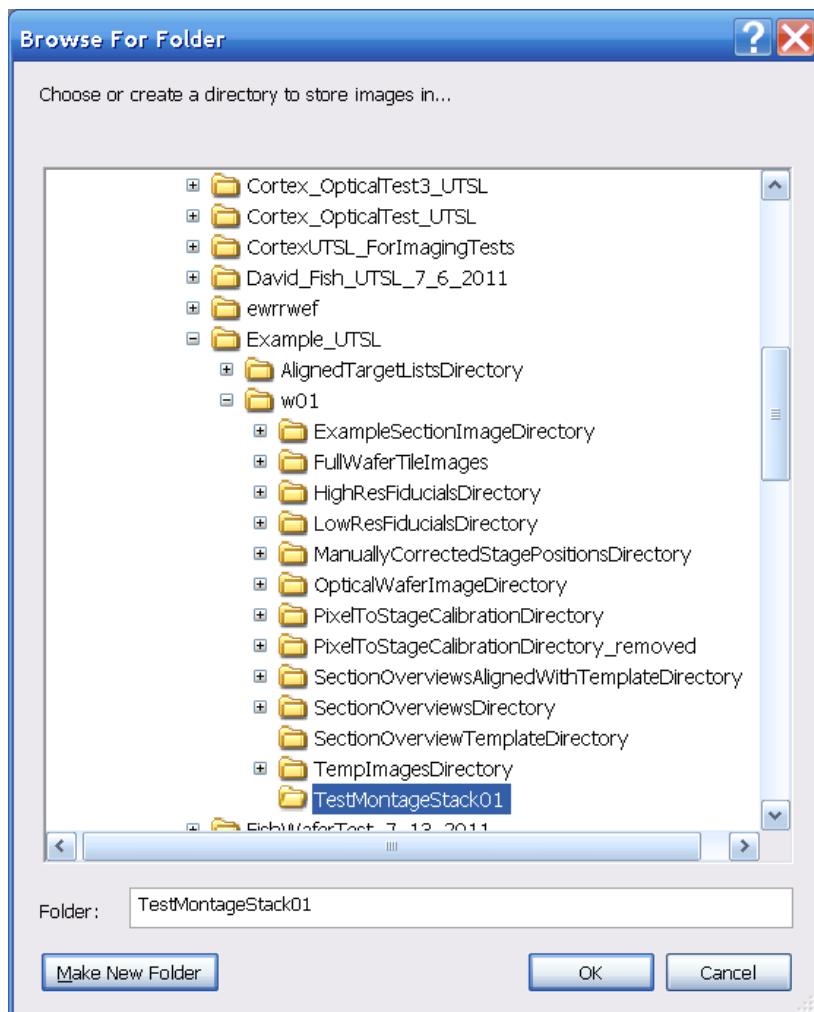 Browse For Folder
Choose or create a directory to store images in...
Cortex_OpticalTest3_UTSL
Cortex_OpticalTest_UTSL
CortexUTSL_ForImagingTests
David_Fish_UTSL_7_6_2011
ewrrwef
Example_UTSL
AlignedTargetListsDirectory
w01
ExampleSectionImageDirectory
FullWaferTileImages
HighResFiducialsDirectory
LowResFiducialsDirectory
ManuallyCorrectedStagePositionsDirectory
OpticalWaferImageDirectory
PixelToStageCalibrationDirectory
PixelToStageCalibrationDirectory_removed
SectionOverviewsAlignedWithTemplateDirectory
SectionOverviewsDirectory
SectionOverviewTemplateDirectory
TempImagesDirectory
TestMontageStack01
FishWaferTest_7_13_2011
Folder: TestMontageStack01
Make New Folder OK Cancel